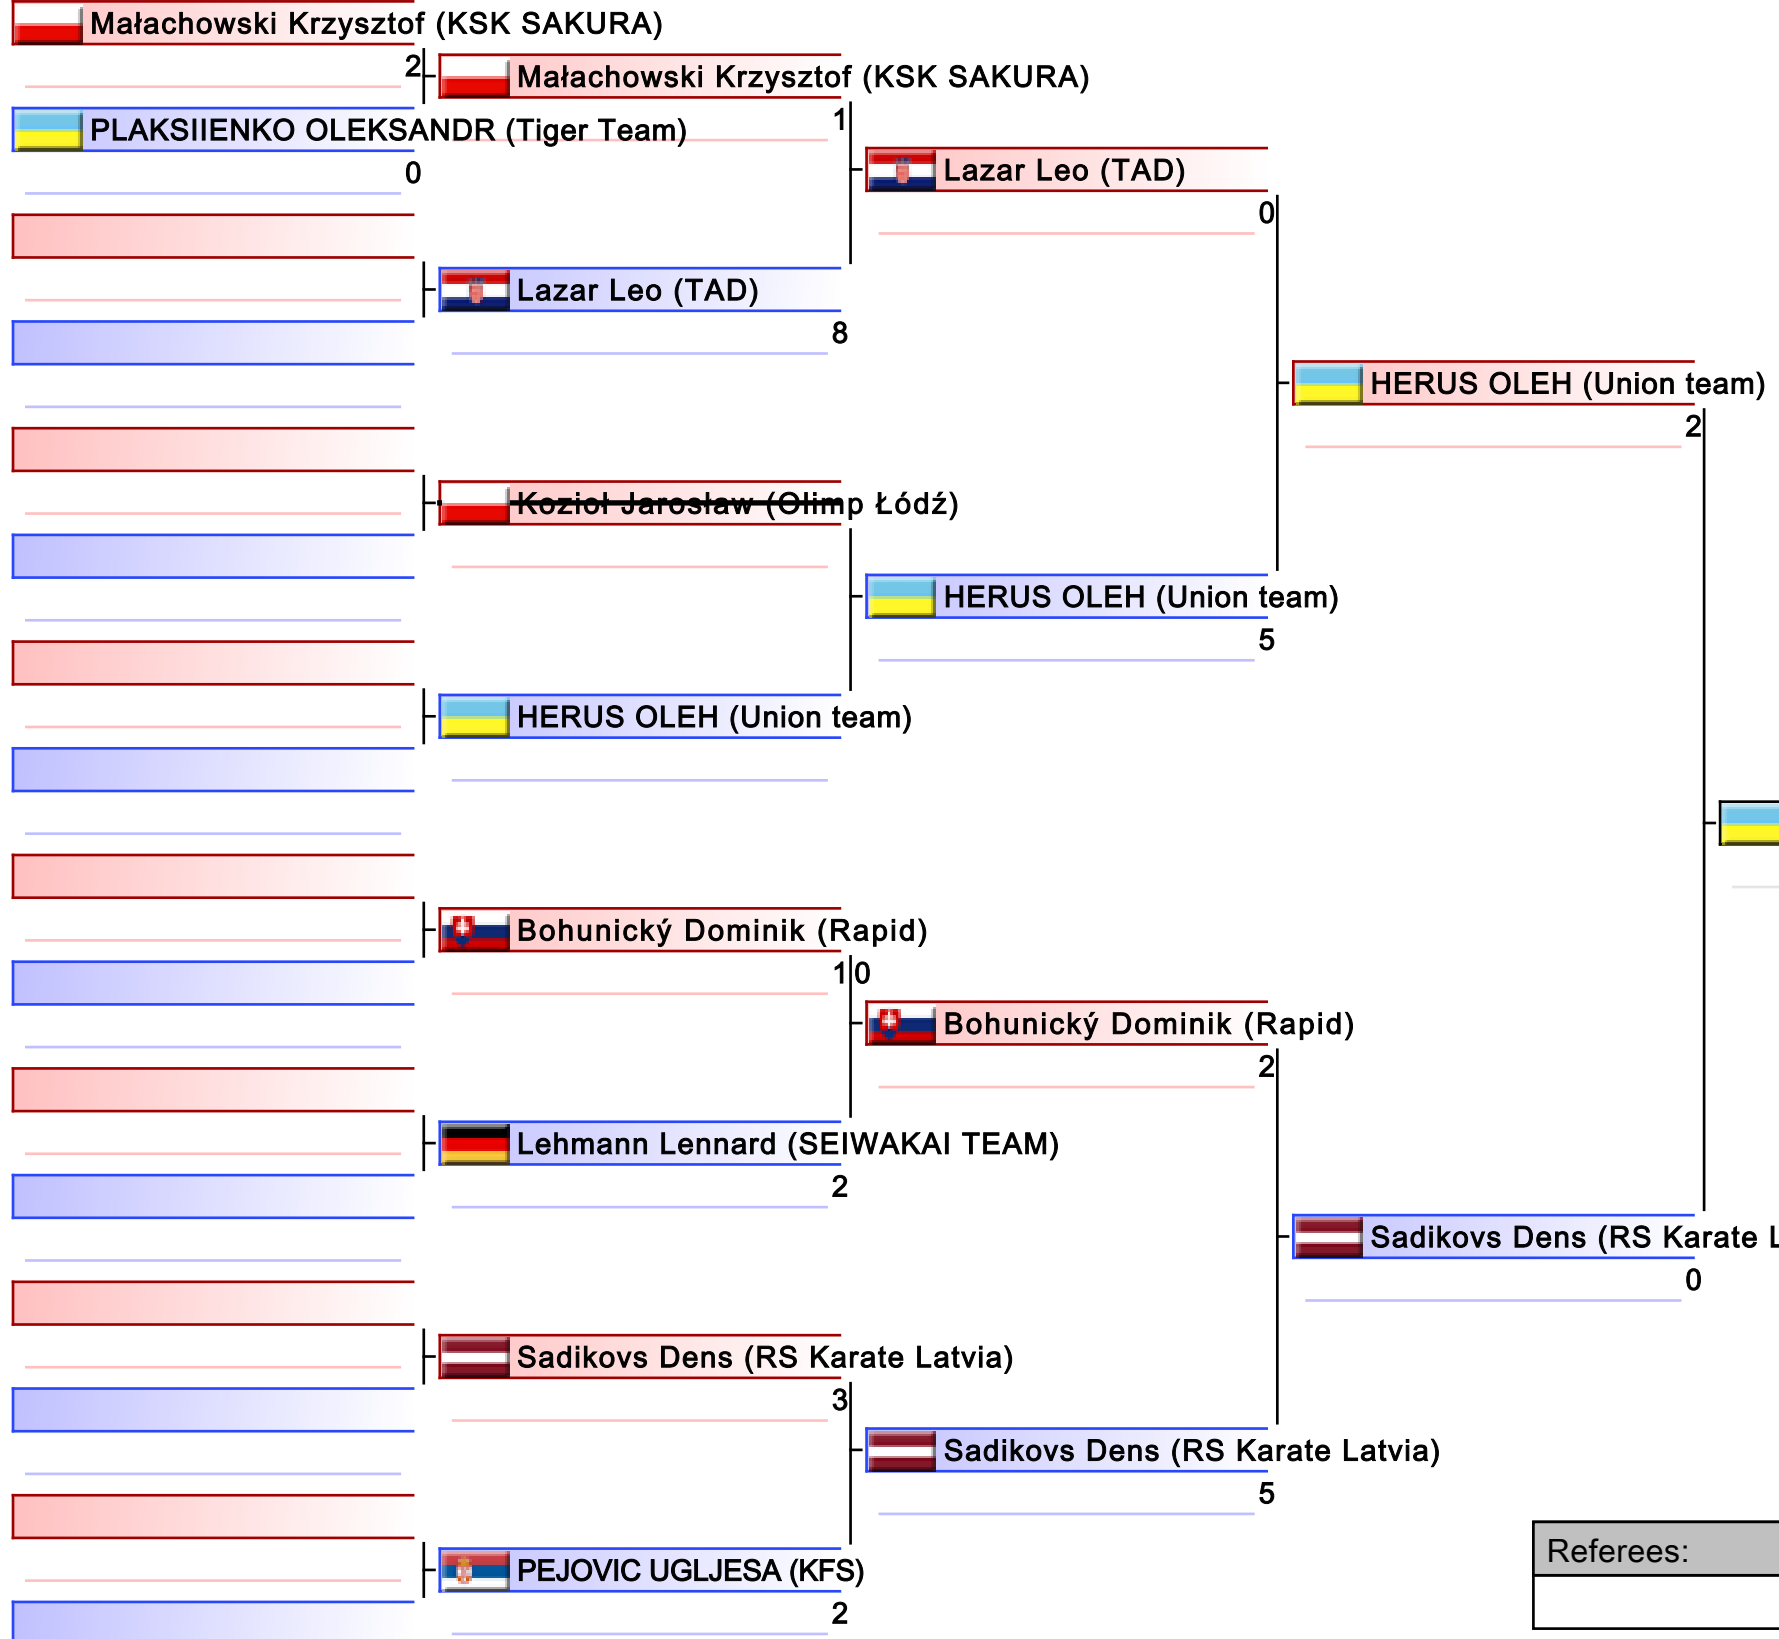 Małachowski Krzysztof (KSK SAKURA)
2
PLAKSIIENKO OLEKSANDR (Tiger Team)
0
Małachowski Krzysztof (KSK SAKURA)
1
Lazar Leo (TAD)
8
Kozioł Jarosław (Olimp Łódź)
HERUS OLEH (Union team)
Bohunický Dominik (Rapid)
10
Lehmann Lennard (SEIWAKAI TEAM)
2
Sadikovs Dens (RS Karate Latvia)
3
PEJOVIC UGLJESA (KFS)
2
Lazar Leo (TAD)
0
HERUS OLEH (Union team)
5
Bohunický Dominik (Rapid)
2
Sadikovs Dens (RS Karate Latvia)
5
HERUS OLEH (Union team)
2
Sadikovs Dens (RS Karate L
0
Referees: